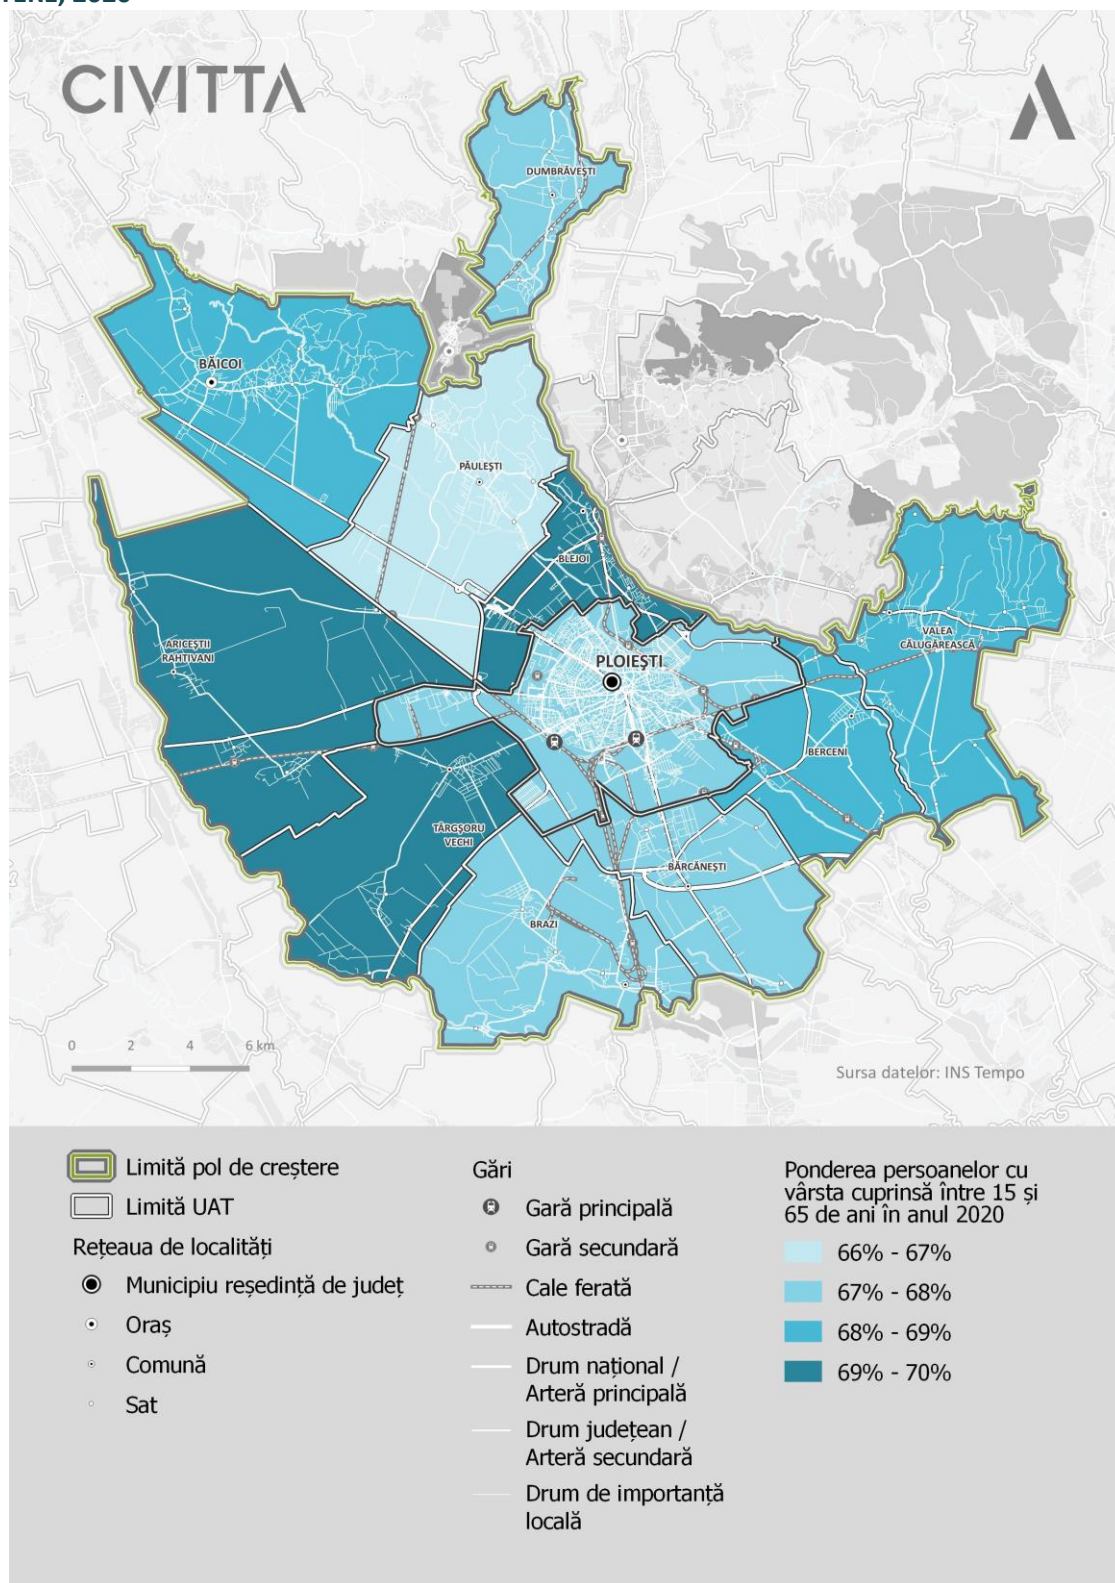 2020
CIVITTA
DUMBRĂVEȘTI
BĂICOI
PĂULEȘTI
BLEJOI
ARICEȘTII
RAHTIVANI
PLOIEȘTI
VALEA
CĂLUGĂREASCĂ
BERCENI
TÂRGȘORU
VECHI
BĂRCĂNEȘTI
BRAZI
0 2 4 6 km
Sursa datelor: INS Tempo
Limită pol de creștere
Limită UAT
Rețeaua de localități
Municipiu reședință de județ
Oraș
Comună
Sat
Gări
Gară principală
Gară secundară
Cale ferată
Autostradă
Drum național /
Arteră principală
Drum județean /
Arteră secundară
Drum de importanță
locală
Ponderea persoanelor cu
vârsta cuprinsă între 15 și
65 de ani în anul 2020
66% - 67%
67% - 68%
68% - 69%
69% - 70%